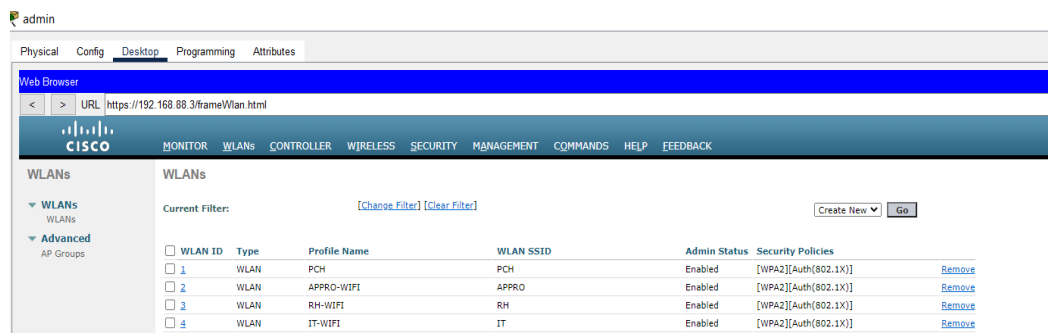 admin
Physical Config Desktop Programming Attributes
Web Browser
< > URL https://192.168.88.3/frameWlan.html
CISCO MONITOR WLANs CONTROLLER WIRELESS SECURITY MANAGEMENT COMMANDS HELP FEEDBACK
WLANs WLANs
WLANs
WLANs
Current Filter: [Change Filter] [Clear Filter] Create New Go
Advanced
AP Groups
WLAN ID Type Profile Name WLAN SSID Admin Status Security Policies
1 WLAN PCH PCH Enabled [WPA2][Auth(802.1X)] Remove
2 WLAN APPRO-WIFI APPRO Enabled [WPA2][Auth(802.1X)] Remove
3 WLAN RH-WIFI RH Enabled [WPA2][Auth(802.1X)] Remove
4 WLAN IT-WIFI IT Enabled [WPA2][Auth(802.1X)] Remove